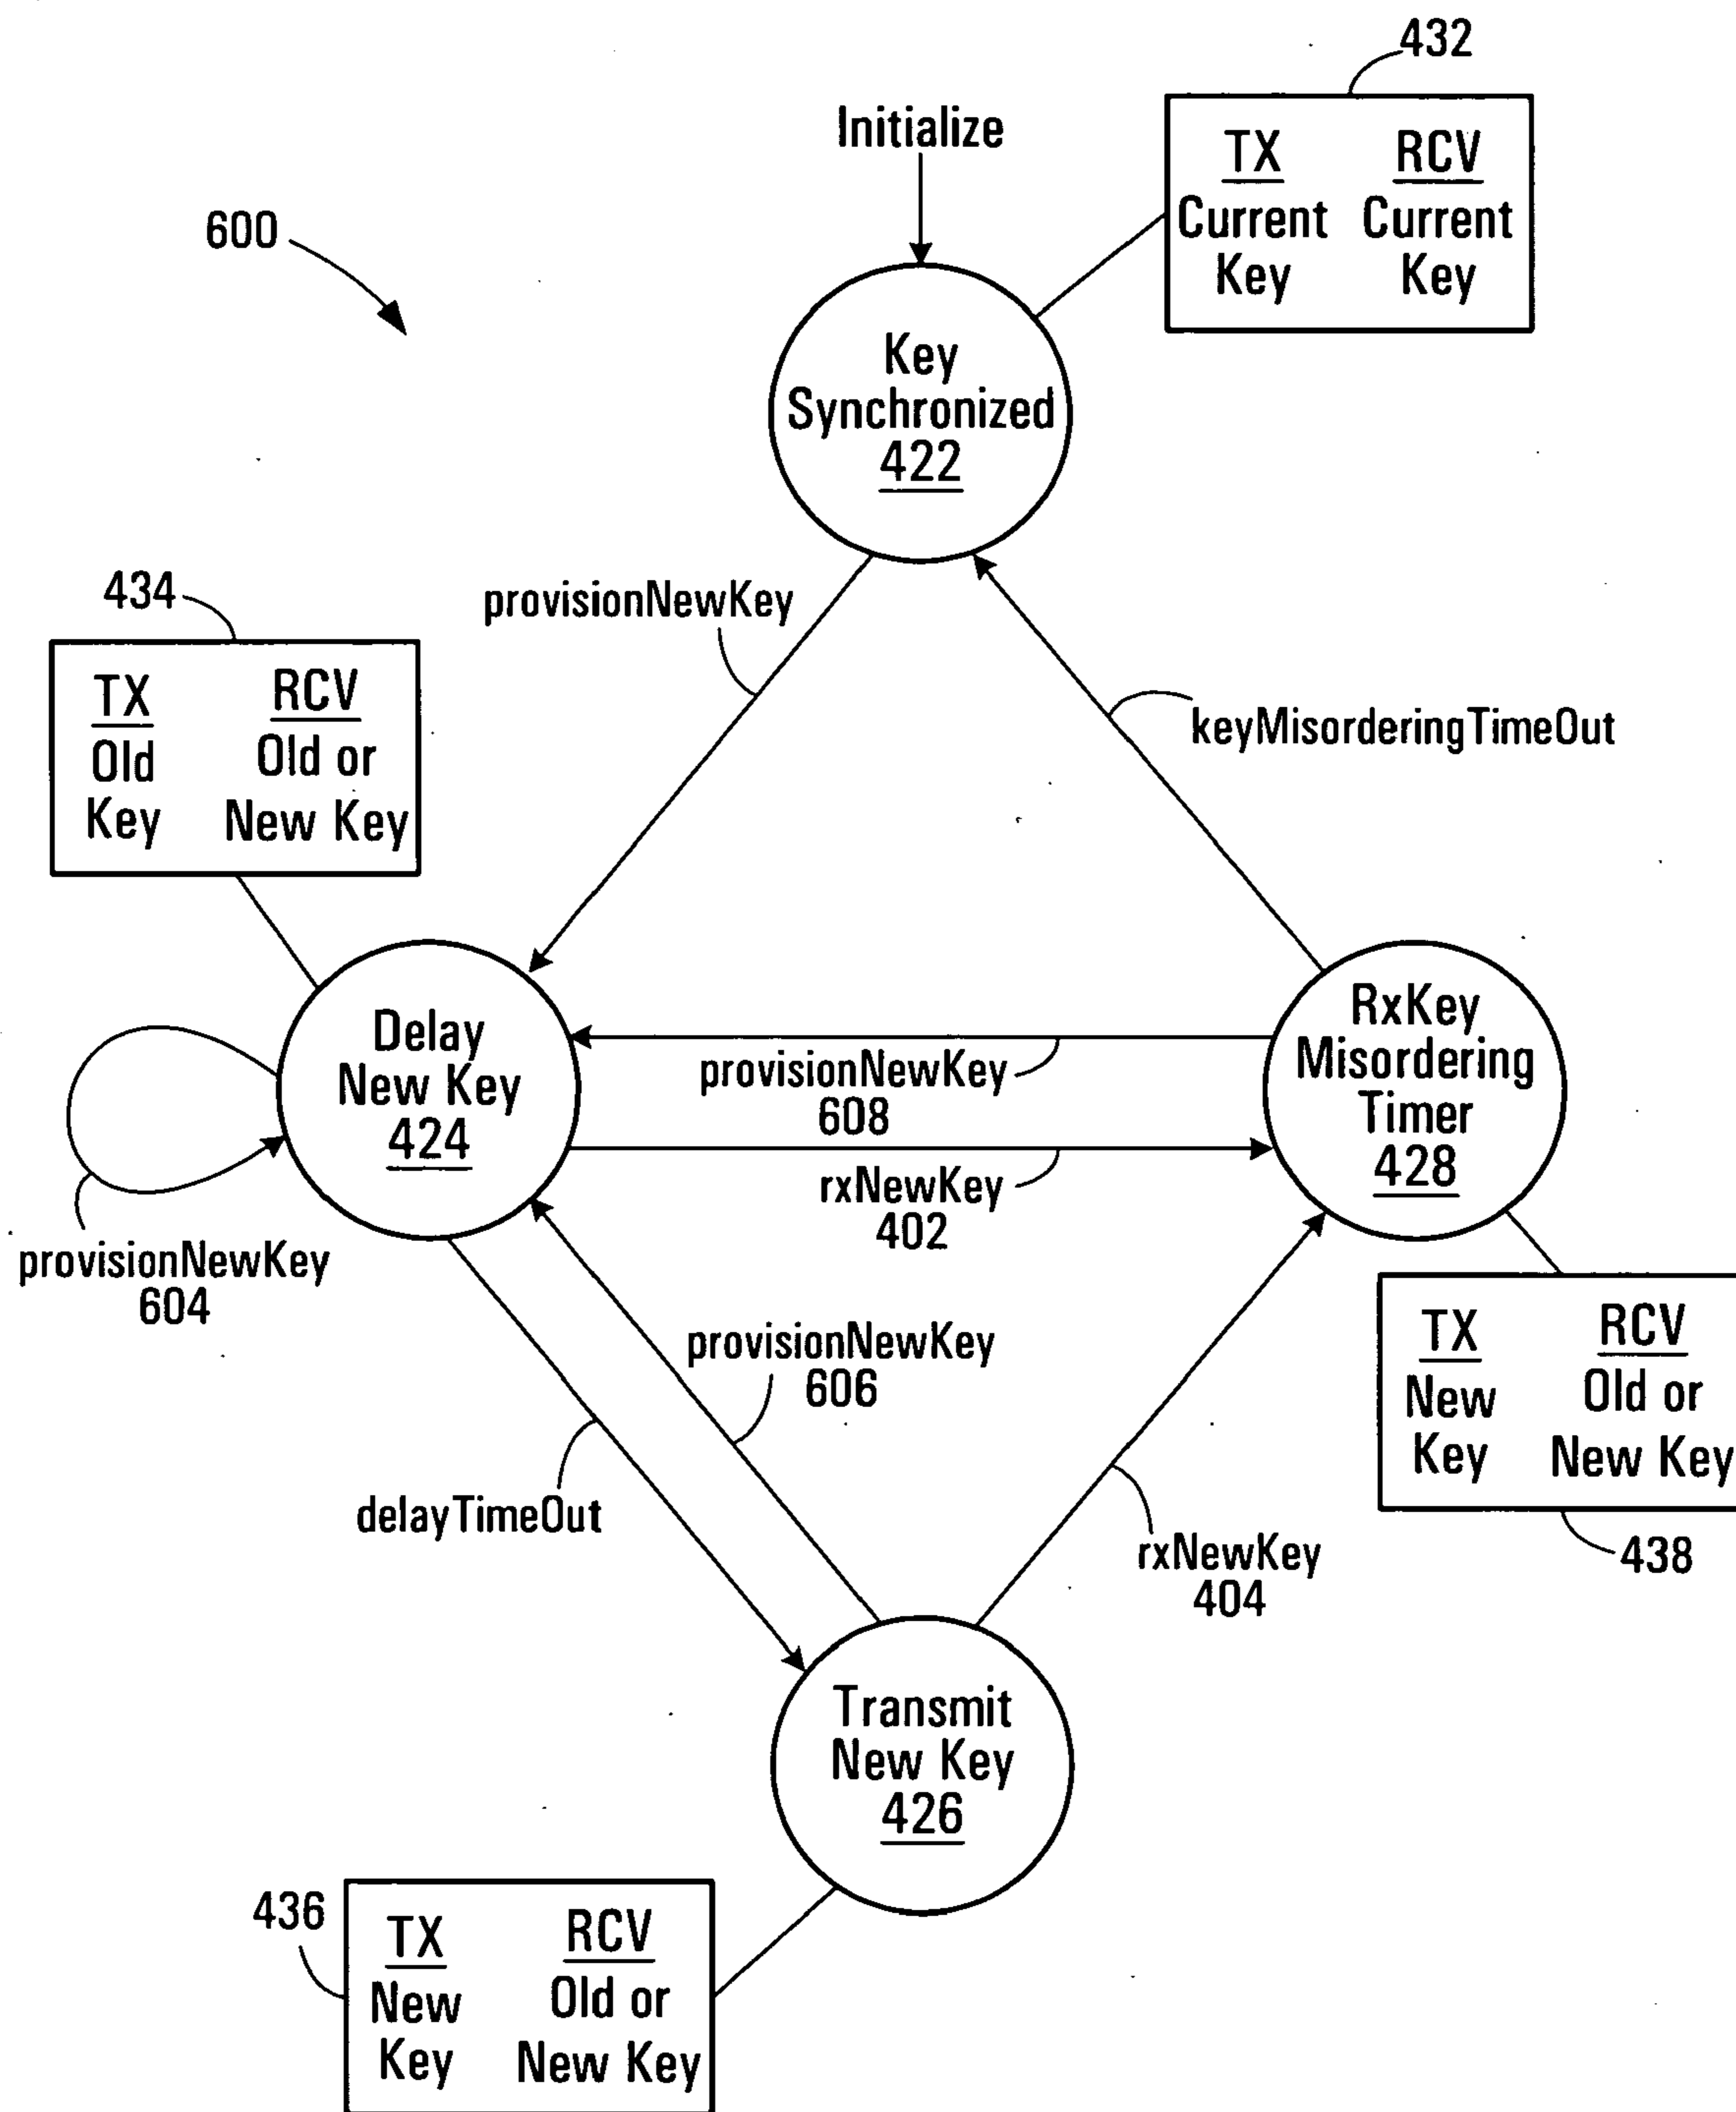 432
Initialize
TX RCV
Current Current
Key Key
600
Key
Synchronized
422
434
provisionNewKey
TX RCV
Old Old or
Key New Key
keyMisorderingTimeOut
Delay
New Key
424
RxKey
Misordering
Timer
428
provisionNewKey
608
rxNewKey
402
provisionNewKey
604
provisionNewKey
606
TX RCV
New Old or
Key New Key
438
delayTimeOut
rxNewKey
404
Transmit
New Key
426
436
TX RCV
New Old or
Key New Key